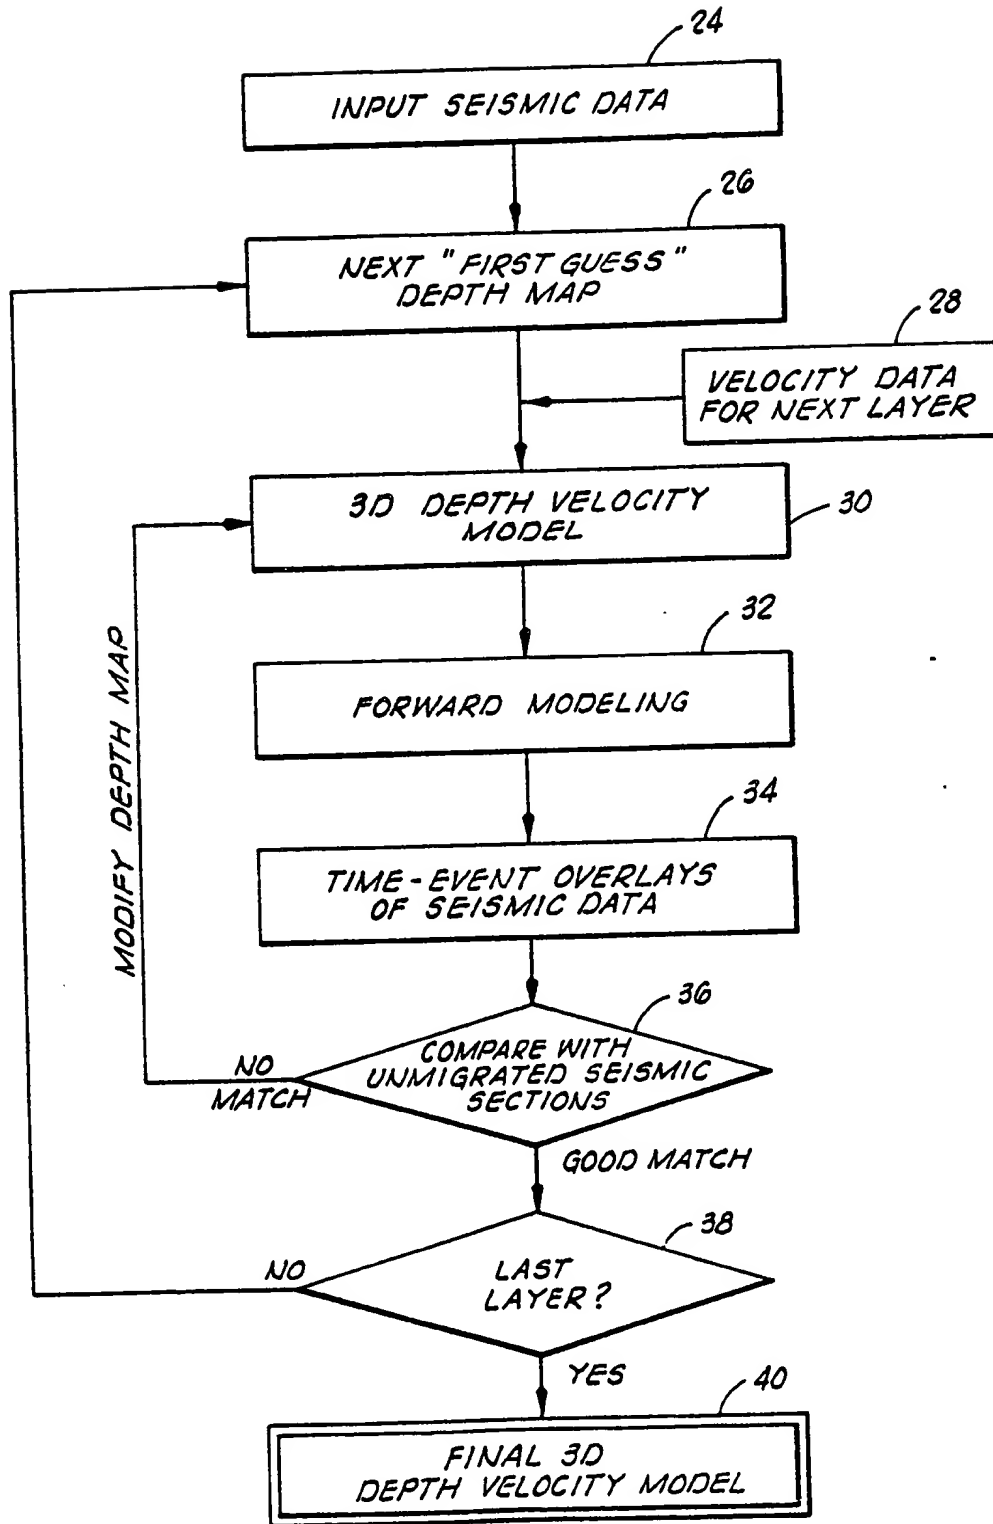 24
INPUT SEISMIC DATA
26
NEXT "FIRST GUESS"
DEPTH MAP
28
VELOCITY DATA
FOR NEXT LAYER
3D DEPTH VELOCITY
MODEL
30
32
FORWARD MODELING
MODIFY DEPTH MAP
34
TIME-EVENT OVERLAYS
OF SEISMIC DATA
36
COMPARE WITH
UNMIGRATED SEISMIC
SECTIONS
NO
MATCH
GOOD MATCH
38
LAST
LAYER?
NO
YES
40
FINAL 3D
DEPTH VELOCITY MODEL